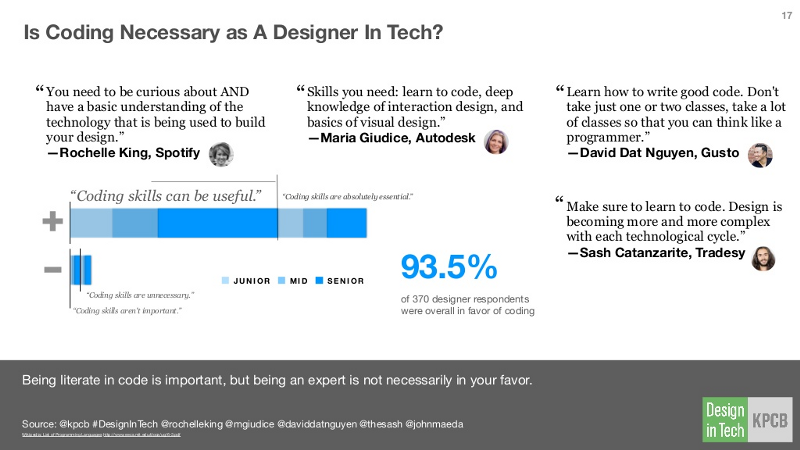 17
Is Coding Necessary as A Designer In Tech?
“You need to be curious about AND
have a basic understanding of the
technology that is being used to build
your design.”
—Rochelle King, Spotify
“Skills you need: learn to code, deep
knowledge of interaction design, and
basics of visual design.”
—Maria Giudice, Autodesk
“Learn how to write good code. Don't
take just one or two classes, take a lot
of classes so that you can think like a
programmer.”
—David Dat Nguyen, Gusto
“Make sure to learn to code. Design is
becoming more and more complex
with each technological cycle.”
—Sash Catanzarite, Tradesy
“Coding skills can be useful.”
“Coding skills are absolutely essential.”
+
–
JUNIOR MID SENIOR
“Coding skills are unnecessary.”
“Coding skills aren't important.”
93.5%
of 370 designer respondents
were overall in favor of coding
Being literate in code is important, but being an expert is not necessarily in your favor.
Source: @kpcb #DesignInTech @rochelleking @mgiudice @daviddatnguyen @thesash @johnmaeda
Design
in Tech
KPCB